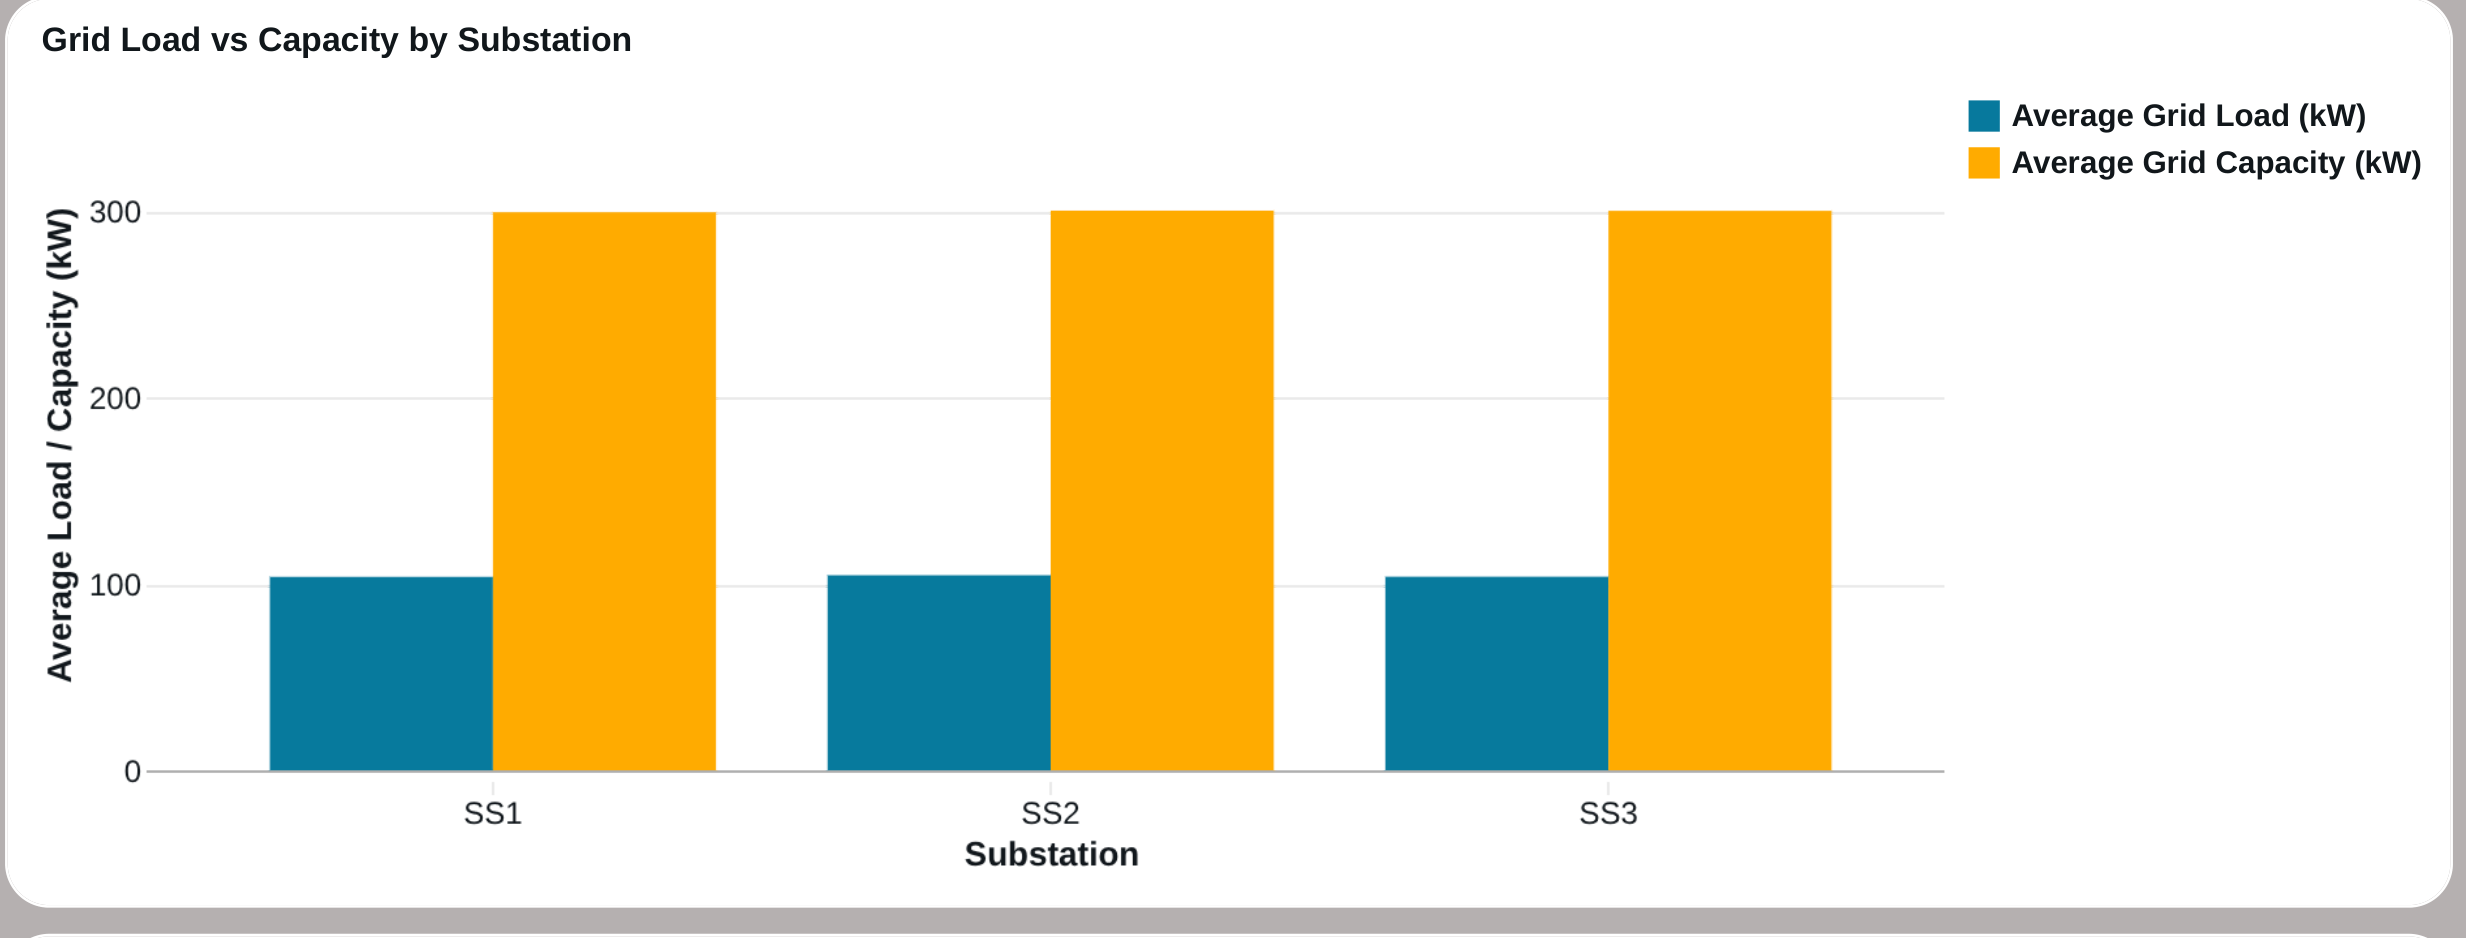 Grid Load vs Capacity by Substation
Average Grid Load (kW)
Average Grid Capacity (kW)
Average Load / Capacity (kW)
300
200
100
0
SS1
SS2
SS3
Substation